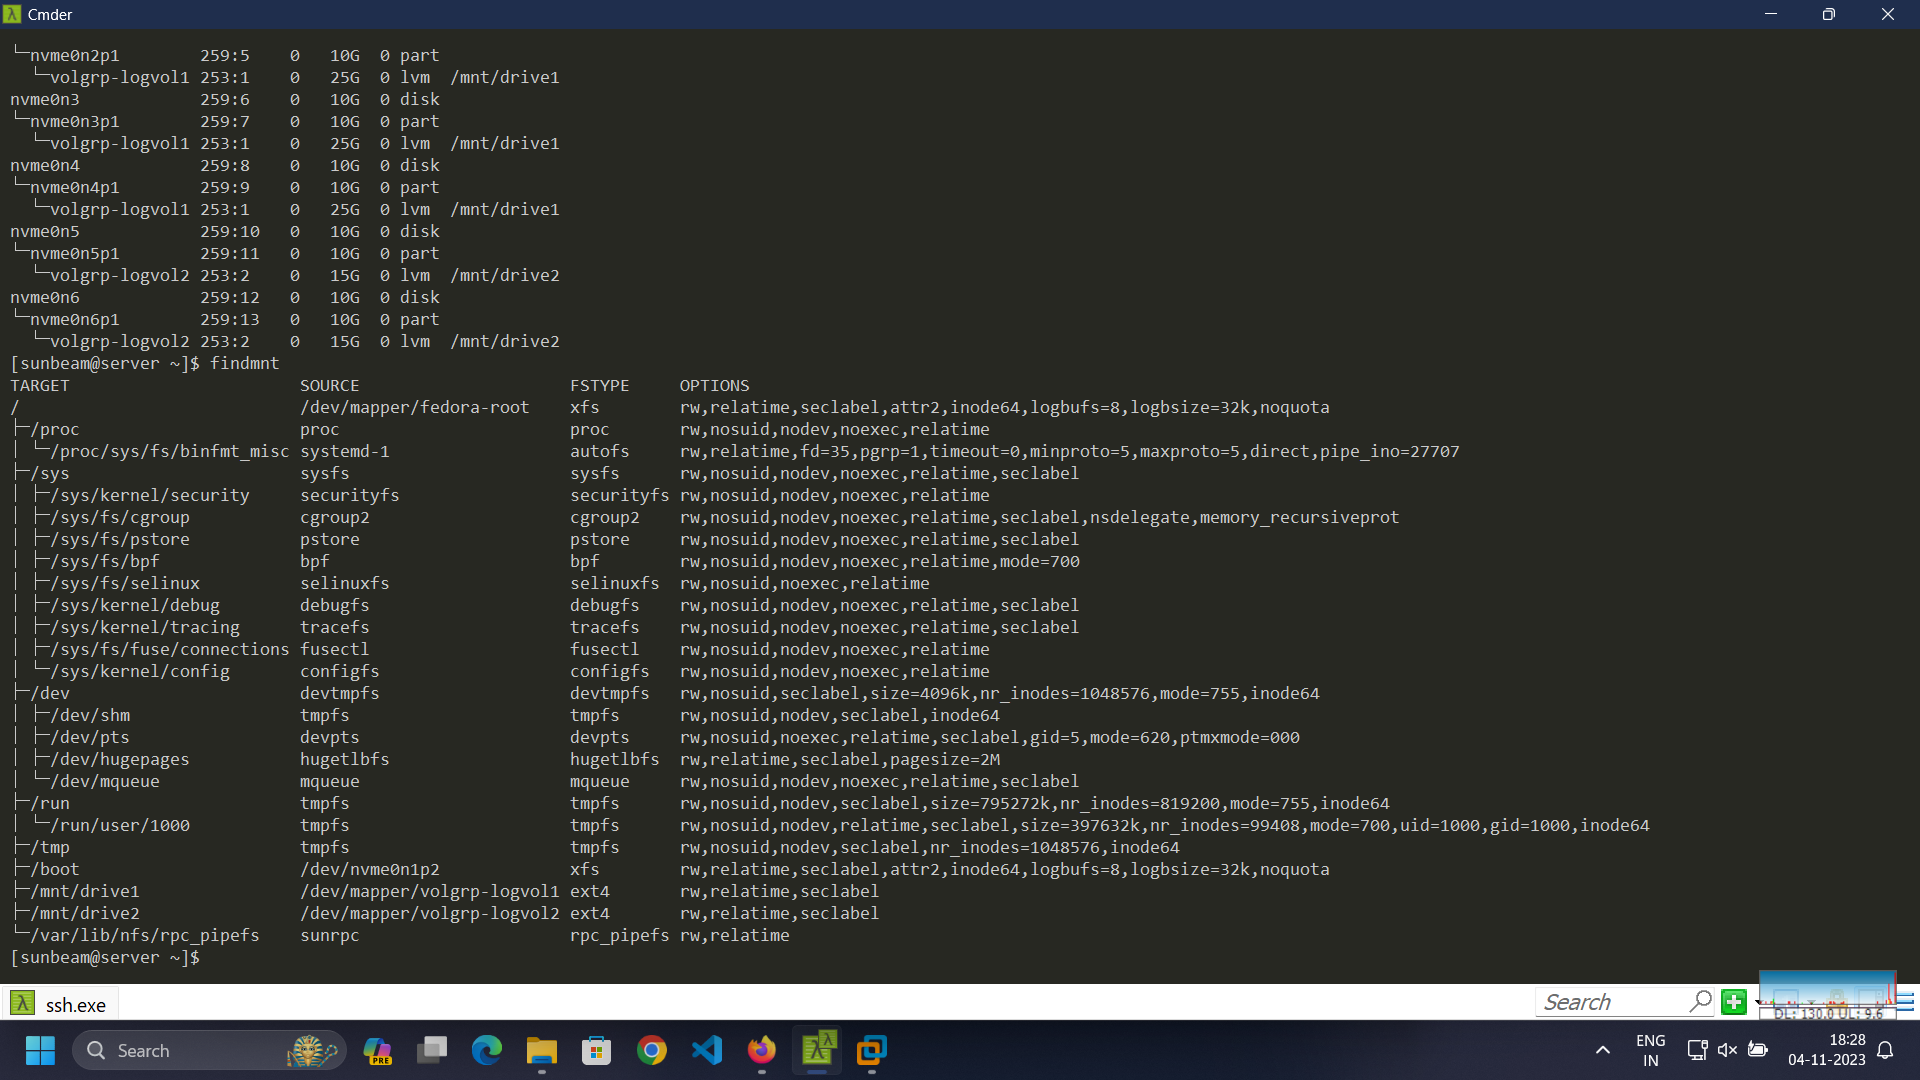 Cmder
└─nvme0n2p1        259:5    0   10G  0 part
  └─volgrp-logvol1 253:1    0   25G  0 lvm  /mnt/drive1
nvme0n3            259:6    0   10G  0 disk
└─nvme0n3p1        259:7    0   10G  0 part
  └─volgrp-logvol1 253:1    0   25G  0 lvm  /mnt/drive1
nvme0n4            259:8    0   10G  0 disk
└─nvme0n4p1        259:9    0   10G  0 part
  └─volgrp-logvol1 253:1    0   25G  0 lvm  /mnt/drive1
nvme0n5            259:10   0   10G  0 disk
└─nvme0n5p1        259:11   0   10G  0 part
  └─volgrp-logvol2 253:2    0   15G  0 lvm  /mnt/drive2
nvme0n6            259:12   0   10G  0 disk
└─nvme0n6p1        259:13   0   10G  0 part
  └─volgrp-logvol2 253:2    0   15G  0 lvm  /mnt/drive2
[sunbeam@server ~]$ findmnt
TARGET                       SOURCE                     FSTYPE     OPTIONS
/                            /dev/mapper/fedora-root    xfs        rw,relatime,seclabel,attr2,inode64,logbufs=8,logbsize=32k,noquota
├─/proc                      proc                       proc       rw,nosuid,nodev,noexec,relatime
│ └─/proc/sys/fs/binfmt_misc systemd-1                  autofs     rw,relatime,fd=35,pgrp=1,timeout=0,minproto=5,maxproto=5,direct,pipe_ino=27707
├─/sys                       sysfs                      sysfs      rw,nosuid,nodev,noexec,relatime,seclabel
│ ├─/sys/kernel/security     securityfs                 securityfs rw,nosuid,nodev,noexec,relatime
│ ├─/sys/fs/cgroup           cgroup2                    cgroup2    rw,nosuid,nodev,noexec,relatime,seclabel,nsdelegate,memory_recursiveprot
│ ├─/sys/fs/pstore           pstore                     pstore     rw,nosuid,nodev,noexec,relatime,seclabel
│ ├─/sys/fs/bpf              bpf                        bpf        rw,nosuid,nodev,noexec,relatime,mode=700
│ ├─/sys/fs/selinux          selinuxfs                  selinuxfs  rw,nosuid,noexec,relatime
│ ├─/sys/kernel/debug        debugfs                    debugfs    rw,nosuid,nodev,noexec,relatime,seclabel
│ ├─/sys/kernel/tracing      tracefs                    tracefs    rw,nosuid,nodev,noexec,relatime,seclabel
│ ├─/sys/fs/fuse/connections fusectl                    fusectl    rw,nosuid,nodev,noexec,relatime
│ └─/sys/kernel/config       configfs                   configfs   rw,nosuid,nodev,noexec,relatime
├─/dev                       devtmpfs                   devtmpfs   rw,nosuid,seclabel,size=4096k,nr_inodes=1048576,mode=755,inode64
│ ├─/dev/shm                 tmpfs                      tmpfs      rw,nosuid,nodev,seclabel,inode64
│ ├─/dev/pts                 devpts                     devpts     rw,nosuid,noexec,relatime,seclabel,gid=5,mode=620,ptmxmode=000
│ ├─/dev/hugepages           hugetlbfs                  hugetlbfs  rw,relatime,seclabel,pagesize=2M
│ └─/dev/mqueue              mqueue                     mqueue     rw,nosuid,nodev,noexec,relatime,seclabel
├─/run                       tmpfs                      tmpfs      rw,nosuid,nodev,seclabel,size=795272k,nr_inodes=819200,mode=755,inode64
│ └─/run/user/1000           tmpfs                      tmpfs      rw,nosuid,nodev,relatime,seclabel,size=397632k,nr_inodes=99408,mode=700,uid=1000,gid=1000,inode64
├─/tmp                       tmpfs                      tmpfs      rw,nosuid,nodev,seclabel,nr_inodes=1048576,inode64
├─/boot                      /dev/nvme0n1p2             xfs        rw,relatime,seclabel,attr2,inode64,logbufs=8,logbsize=32k,noquota
├─/mnt/drive1                /dev/mapper/volgrp-logvol1 ext4       rw,relatime,seclabel
├─/mnt/drive2                /dev/mapper/volgrp-logvol2 ext4       rw,relatime,seclabel
└─/var/lib/nfs/rpc_pipefs    sunrpc                     rpc_pipefs rw,relatime
[sunbeam@server ~]$
ssh.exe Search DL: 130.0 UL: 9.6
Search PRE ENG 18:28
IN 04-11-2023